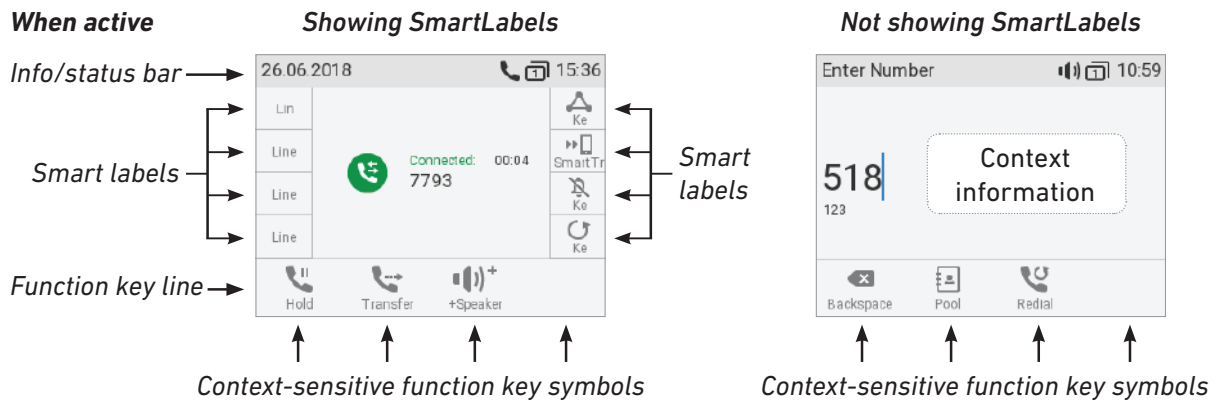 When active
Showing SmartLabels
Not showing SmartLabels
Info/status bar
26.06.2018 1 15:36
Enter Number 1 10:59
Smart labels
Lin
Line
Line
Line
Connected: 00:04
7793
Ke
SmartTr
Ke
Ke
Smart
labels
518
123
Context
information
Function key line
Hold Transfer +Speaker
Backspace Pool Redial
Context-sensitive function key symbols
Context-sensitive function key symbols